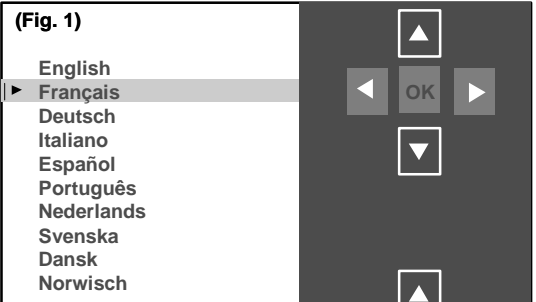 (Fig. 1)
English
Français
OK
Deutsch
Italiano
Español
Português
Nederlands
Svenska
Dansk
Norwisch